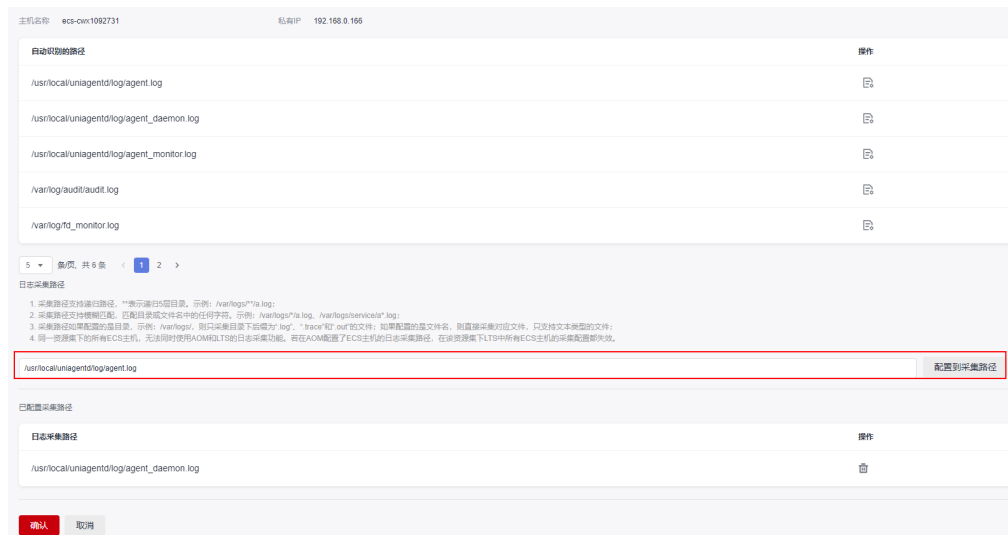 主机名称 ecs-cwx1092731 私有IP 192.168.0.166
自动识别的路径 操作
/usr/local/uniagentd/log/agent.log
/usr/local/uniagentd/log/agent_daemon.log
/usr/local/uniagentd/log/agent_monitor.log
/var/log/audit/audit.log
/var/log/fd_monitor.log
5 条/页, 共 6 条 < 1 2 >
日志采集路径
1. 采集路径支持递归路径，**表示递归5层目录。示例：/var/logs/**/a.log；
2. 采集路径支持模糊匹配，匹配目录或文件名中的任何字符。示例：/var/logs/*/a.log、/var/logs/service/a*.log；
3. 采集路径如果配置的是目录，示例：/var/logs/，则只采集目录下后缀为“.log”、“.trace”和“.out”的文件；如果配置的是文件名，则直接采集对应文件，只支持文本类型的文件；
4. 同一资源集下的所有ECS主机，无法同时使用AOM和LTS的日志采集功能。若在AOM配置了ECS主机的日志采集路径，在该资源集下LTS中所有ECS主机的采集配置都失效。
/usr/local/uniagentd/log/agent.log 配置到采集路径
已配置采集路径
日志采集路径 操作
/usr/local/uniagentd/log/agent_daemon.log
确认 取消